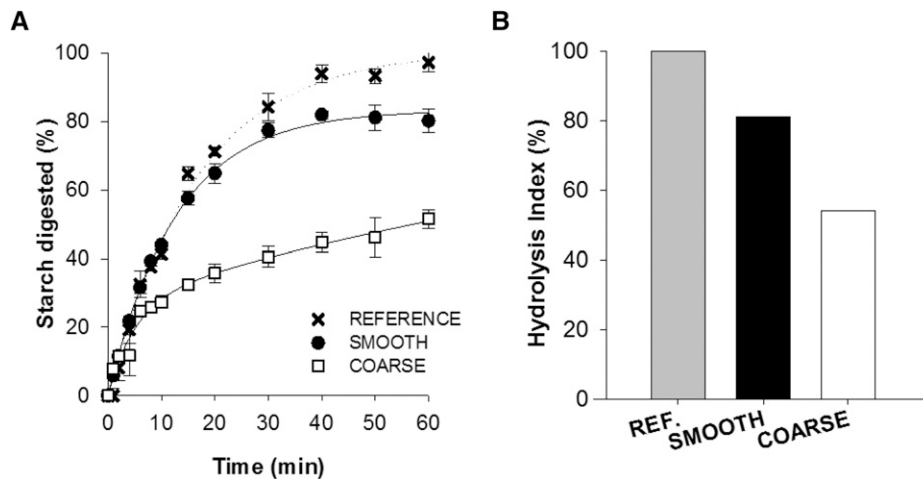 A
Starch digested (%)
100
80
60
40
20
0
0 10 20 30 40 50 60
Time (min)
REFERENCE
SMOOTH
COARSE
B
Hydrolysis Index (%)
100
80
60
40
20
0
REF.
SMOOTH
COARSE